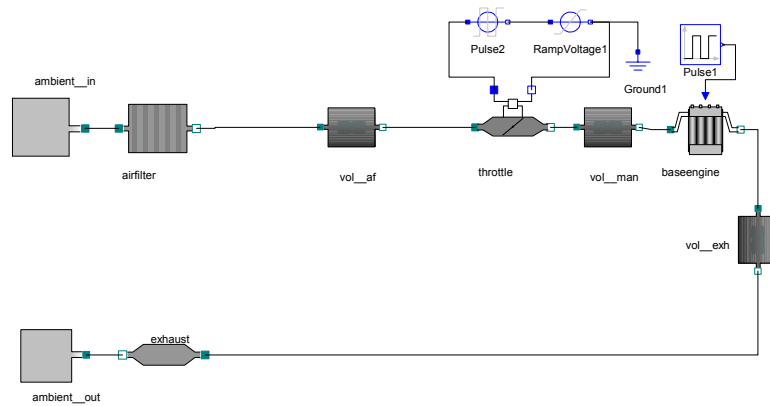 Pulse2
RampVoltage1
Ground1
Pulse1
ambient__in
airfilter
vol__af
throttle
vol__man
baseengine
vol__exh
exhaust
ambient__out